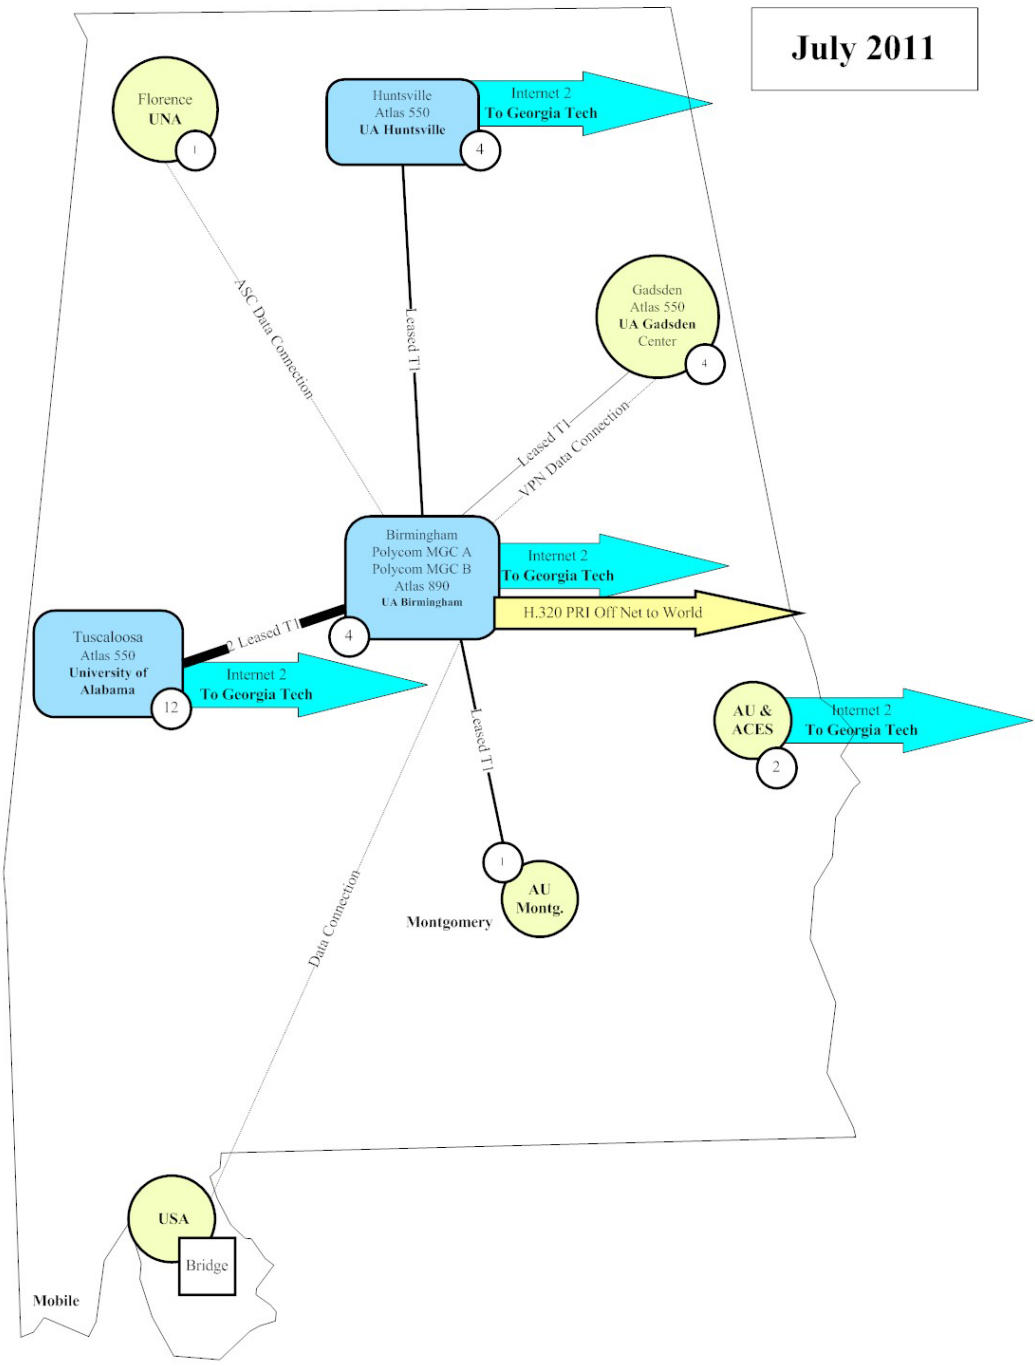 July 2011
Florence
UNA
1
Huntsville
Atlas 550
UA Huntsville
4
Internet 2
To Georgia Tech
ASC Data Connection
Leased T1
Gadsden
Atlas 550
UA Gadsden
Center
4
Leased T1
VPN Data Connection
Birmingham
Polycom MGC A
Polycom MGC B
Atlas 890
UA Birmingham
4
Internet 2
To Georgia Tech
H.320 PRI Off Net to World
2 Leased T1
Tuscaloosa
Atlas 550
University of
Alabama
12
Internet 2
To Georgia Tech
AU &
ACES
2
Internet 2
To Georgia Tech
Leased T1
1
AU
Montg.
Montgomery
Data Connection
USA
Bridge
Mobile